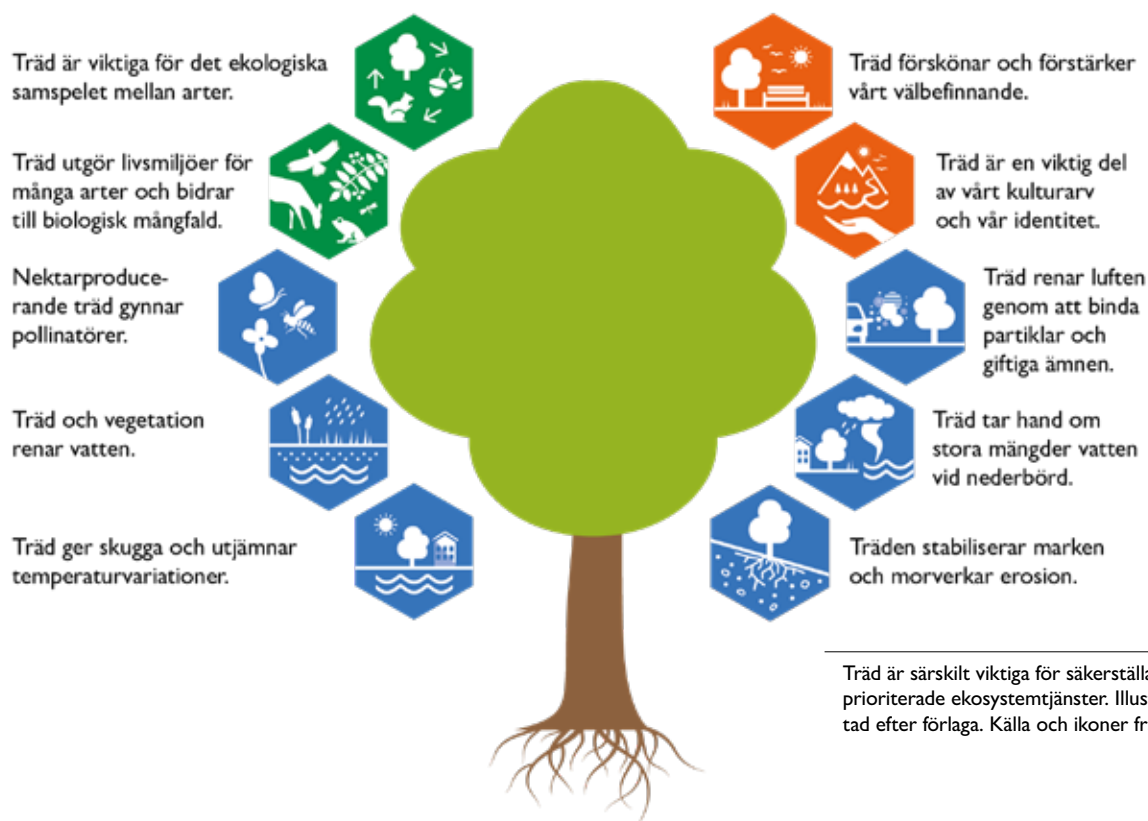 Träd är viktiga för det ekologiska
samspelet mellan arter.
Träd utgör livsmiljöer för
många arter och bidrar
till biologisk mångfald.
Nektarproduce-
rande träd gynnar
pollinatörer.
Träd och vegetation
renar vatten.
Träd ger skugga och utjämnar
temperaturvariationer.
Träd förskönar och förstärker
vårt välbefinnande.
Träd är en viktig del
av vårt kulturarv
och vår identitet.
Träd renar luften
genom att binda
partiklar och
giftiga ämnen.
Träd tar hand om
stora mängder vatten
vid nederbörd.
Träden stabiliserar marken
och morverkar erosion.
Träd är särskilt viktiga för
prioriterade ekosystemtjänster.
tad efter förlaga. Källa och ikoner